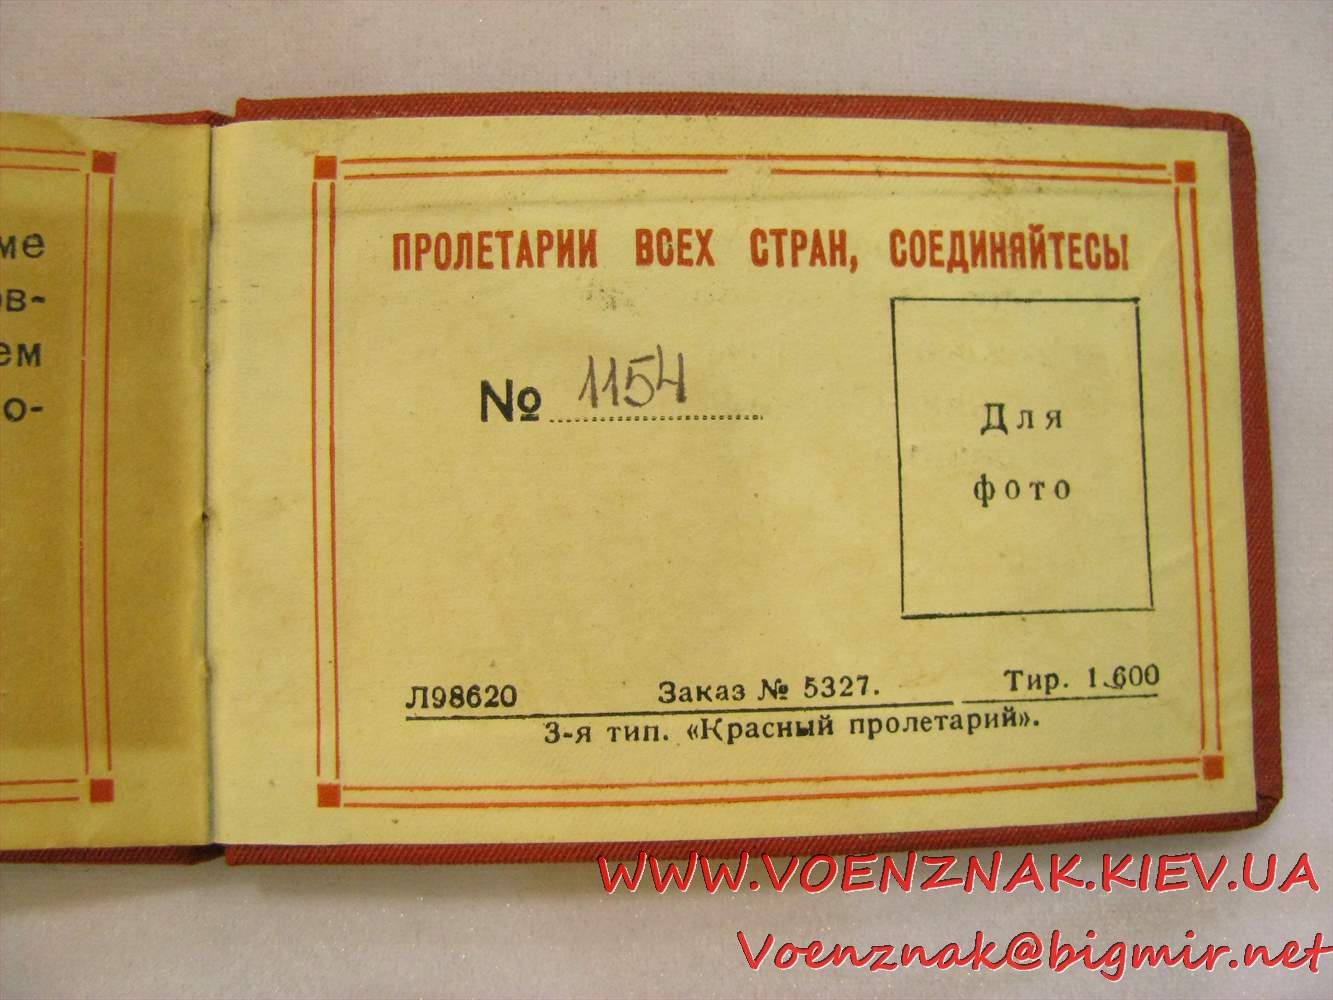 ме
ов-
ем
о-
ПРОЛЕТАРИИ ВСЕХ СТРАН, СОЕДИНЯЙТЕСЬ!
№ 1154
Для
фото
Л98620 Заказ № 5327. Тир. 1.600
3-я тип. «Красный пролетарий».
WWW.VOENZNAK.KIEV.UA
Voenznak@bigmir.net